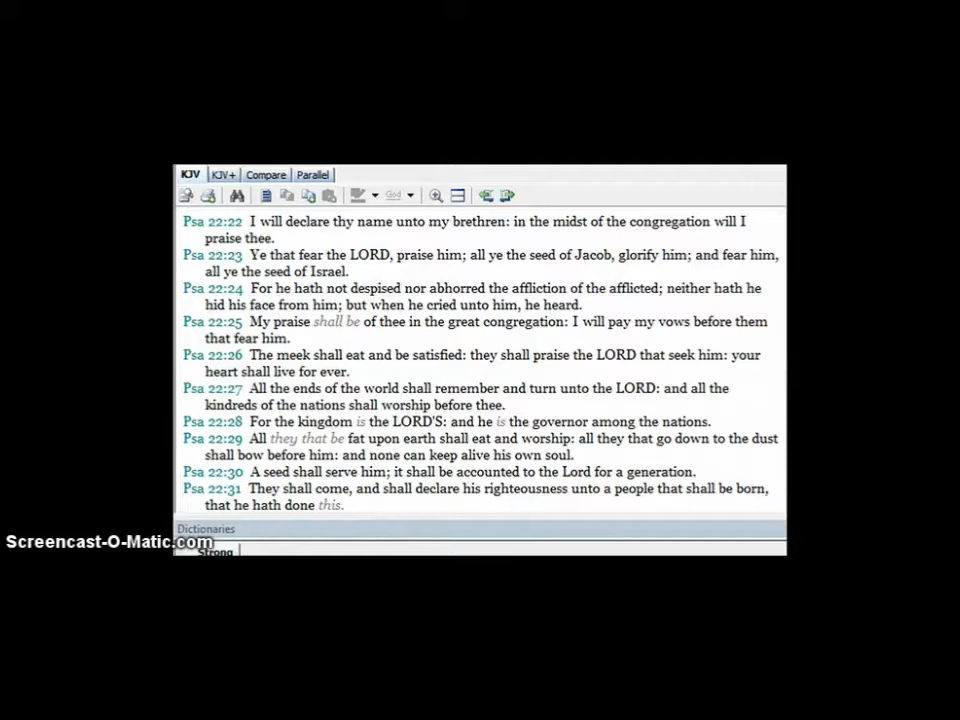 KJV KJV+ Compare Parallel
God
Psa 22:22 I will declare thy name unto my brethren: in the midst of the congregation will I
praise thee.
Psa 22:23 Ye that fear the LORD, praise him; all ye the seed of Jacob, glorify him; and fear him,
all ye the seed of Israel.
Psa 22:24 For he hath not despised nor abhorred the affliction of the afflicted; neither hath he
hid his face from him; but when he cried unto him, he heard.
Psa 22:25 My praise shall be of thee in the great congregation: I will pay my vows before them
that fear him.
Psa 22:26 The meek shall eat and be satisfied: they shall praise the LORD that seek him: your
heart shall live for ever.
Psa 22:27 All the ends of the world shall remember and turn unto the LORD: and all the
kindreds of the nations shall worship before thee.
Psa 22:28 For the kingdom is the LORD'S: and he is the governor among the nations.
Psa 22:29 All they that be fat upon earth shall eat and worship: all they that go down to the dust
shall bow before him: and none can keep alive his own soul.
Psa 22:30 A seed shall serve him; it shall be accounted to the Lord for a generation.
Psa 22:31 They shall come, and shall declare his righteousness unto a people that shall be born,
that he hath done this.
Dictionaries
Screencast-O-Matic.com
Strong